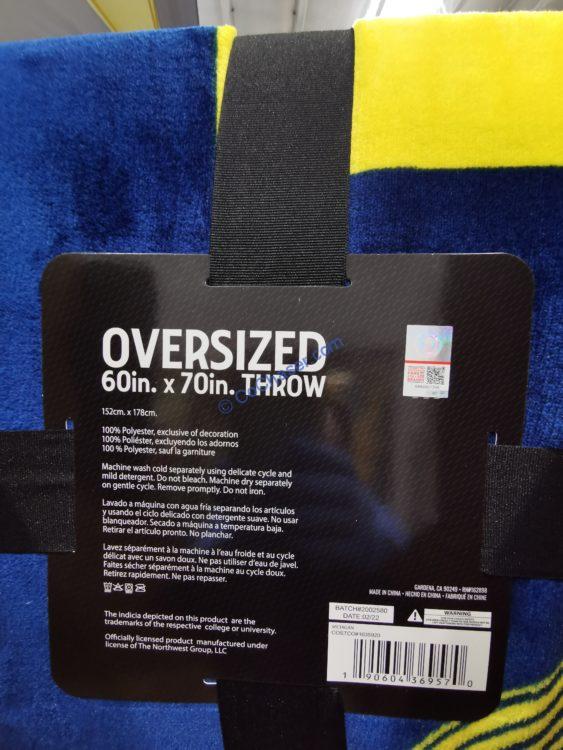 OVERSIZED
60in. x 70in. THROW
152cm. x 178cm.
100% Polyester, exclusive of decoration
100% Poliéster, excluyendo los adornos
100 % Polyester, sauf la garniture
Machine wash cold separately using delicate cycle and
mild detergent. Do not bleach. Machine dry separately
on gentle cycle. Remove promptly. Do not iron.
Lavado a máquina con agua fría separando los artículos
y usando el ciclo delicado con detergente suave. No usar
blanqueador. Secado a máquina a temperatura baja.
Retirar el artículo pronto. No planchar.
Lavez séparément à la machine à l'eau froide et au cycle
délicat avec un savon doux. Ne pas utiliser d'eau de javel.
Faites sécher séparément à la machine au cycle doux.
Retirez rapidement. Ne pas repasser.
The indicia depicted on this product are the
trademarks of the respective college or university.
Officially licensed product manufactured under
license of The Northwest Group, LLC
GARDENA, CA 90249 • RN#162898
MADE IN CHINA • HECHO EN CHINA • FABRIQUÉ EN CHINE
BATCH#2002580
DATE:02/22
WARNING
MICHIGAN
COSTCO#1635920
1 90604 36957 0